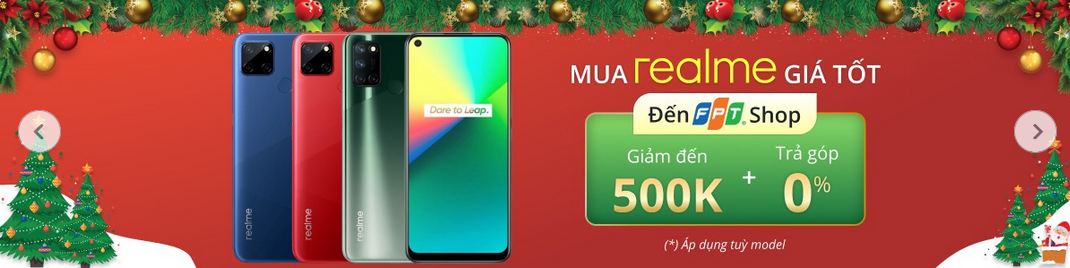 MUA realme GIÁ TỐT
Đến FPT Shop
Giảm đến
500K
+
Trả góp
0%
(*) Áp dụng tuỳ model
realme
realme
realme
Dare to Leap.